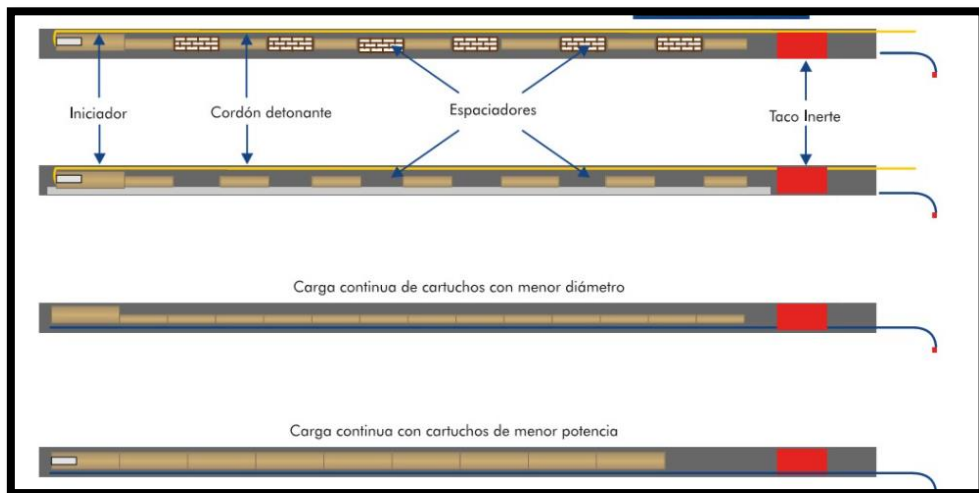 Iniciador
Cordón detonante
Espaciadores
Taco Inerte
Carga continua de cartuchos con menor diámetro
Carga continua con cartuchos de menor potencia